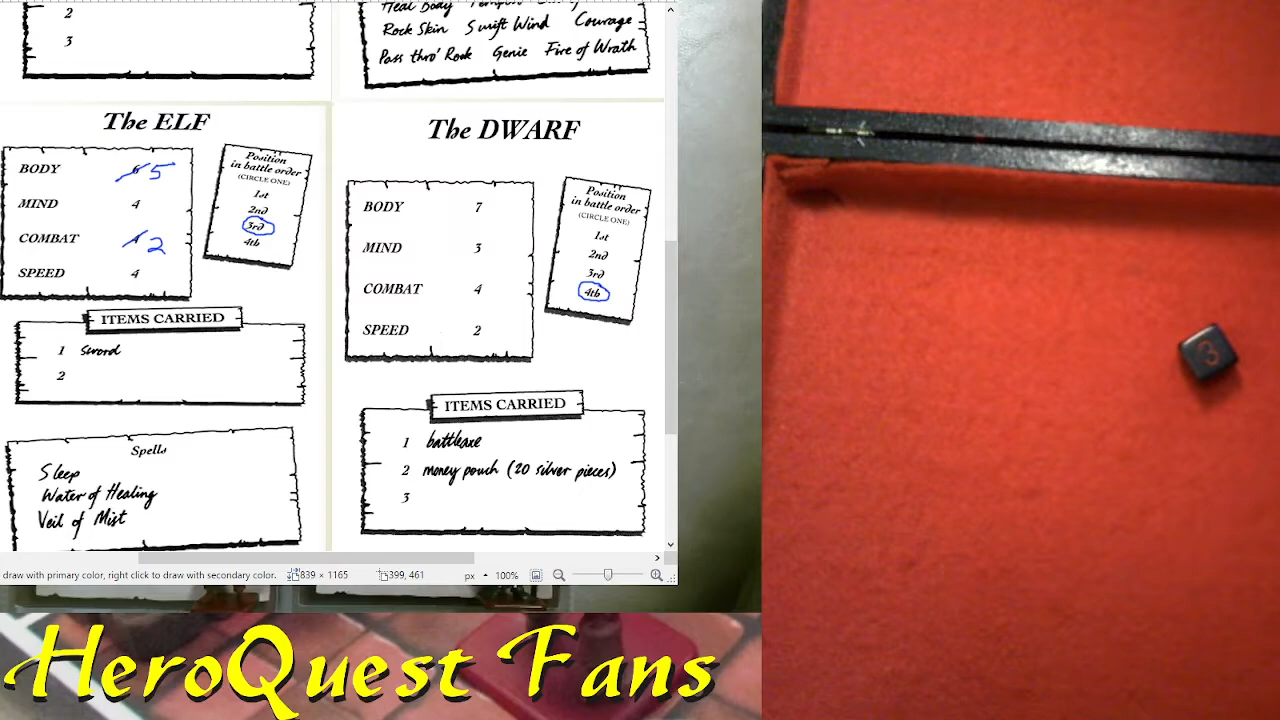 2
3
Rock Skin Swift Wind Courage
Pass thro' Rock Genie Fire of Wrath
The ELF
BODY 6 5
MIND 4
COMBAT 4 2
SPEED 4
Position
in battle order
(CIRCLE ONE)
1st
2nd
3rd
4th
ITEMS CARRIED
1 sword
2
Spells
Sleep
Water of Healing
Veil of Mist
The DWARF
BODY 7
MIND 3
COMBAT 4
SPEED 2
Position
in battle order
(CIRCLE ONE)
1st
2nd
3rd
4th
ITEMS CARRIED
1 battleaxe
2 money pouch (20 silver pieces)
3
draw with primary color, right click to draw with secondary color.
839 × 1165
399, 461
px
100%
HeroQuest Fans
3